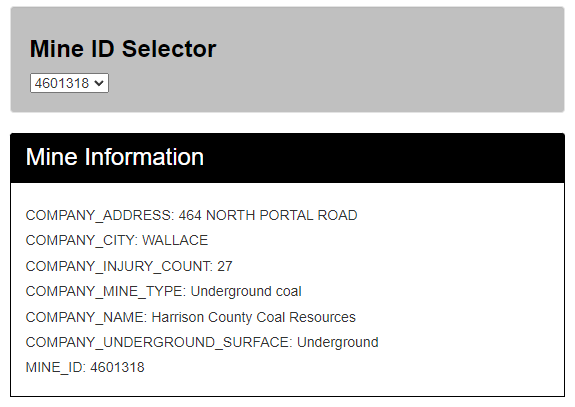 Mine ID Selector
4601318
Mine Information
COMPANY_ADDRESS: 464 NORTH PORTAL ROAD
COMPANY_CITY: WALLACE
COMPANY_INJURY_COUNT: 27
COMPANY_MINE_TYPE: Underground coal
COMPANY_NAME: Harrison County Coal Resources
COMPANY_UNDERGROUND_SURFACE: Underground
MINE_ID: 4601318